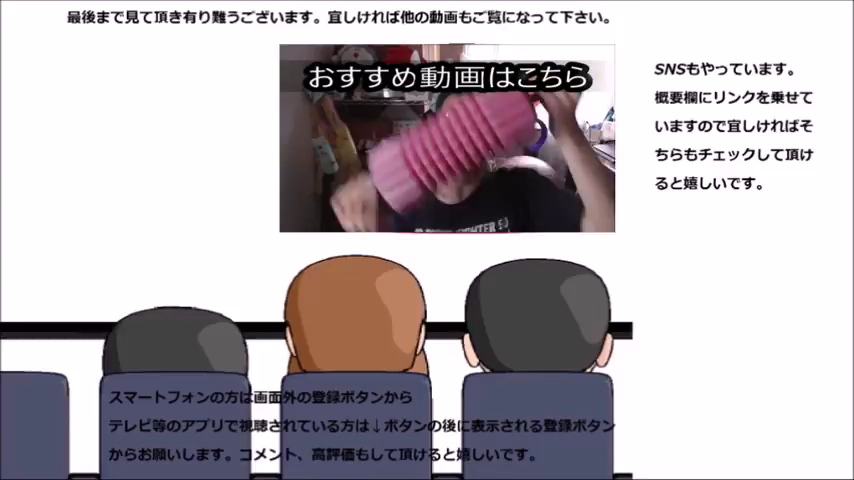 最後まで見て頂き有り難うございます。宜しければ他の動画もご覧になって下さい。
おすすめ動画はこちら
SNSもやっています。
概要欄にリンクを乗せて
いますので宜しければそ
ちらもチェックして頂け
ると嬉しいです。
スマートフォンの方は画面外の登録ボタンから
テレビ等のアプリで視聴されている方は↓ボタンの後に表示される登録ボタン
からお願いします。コメント、高評価もして頂けると嬉しいです。